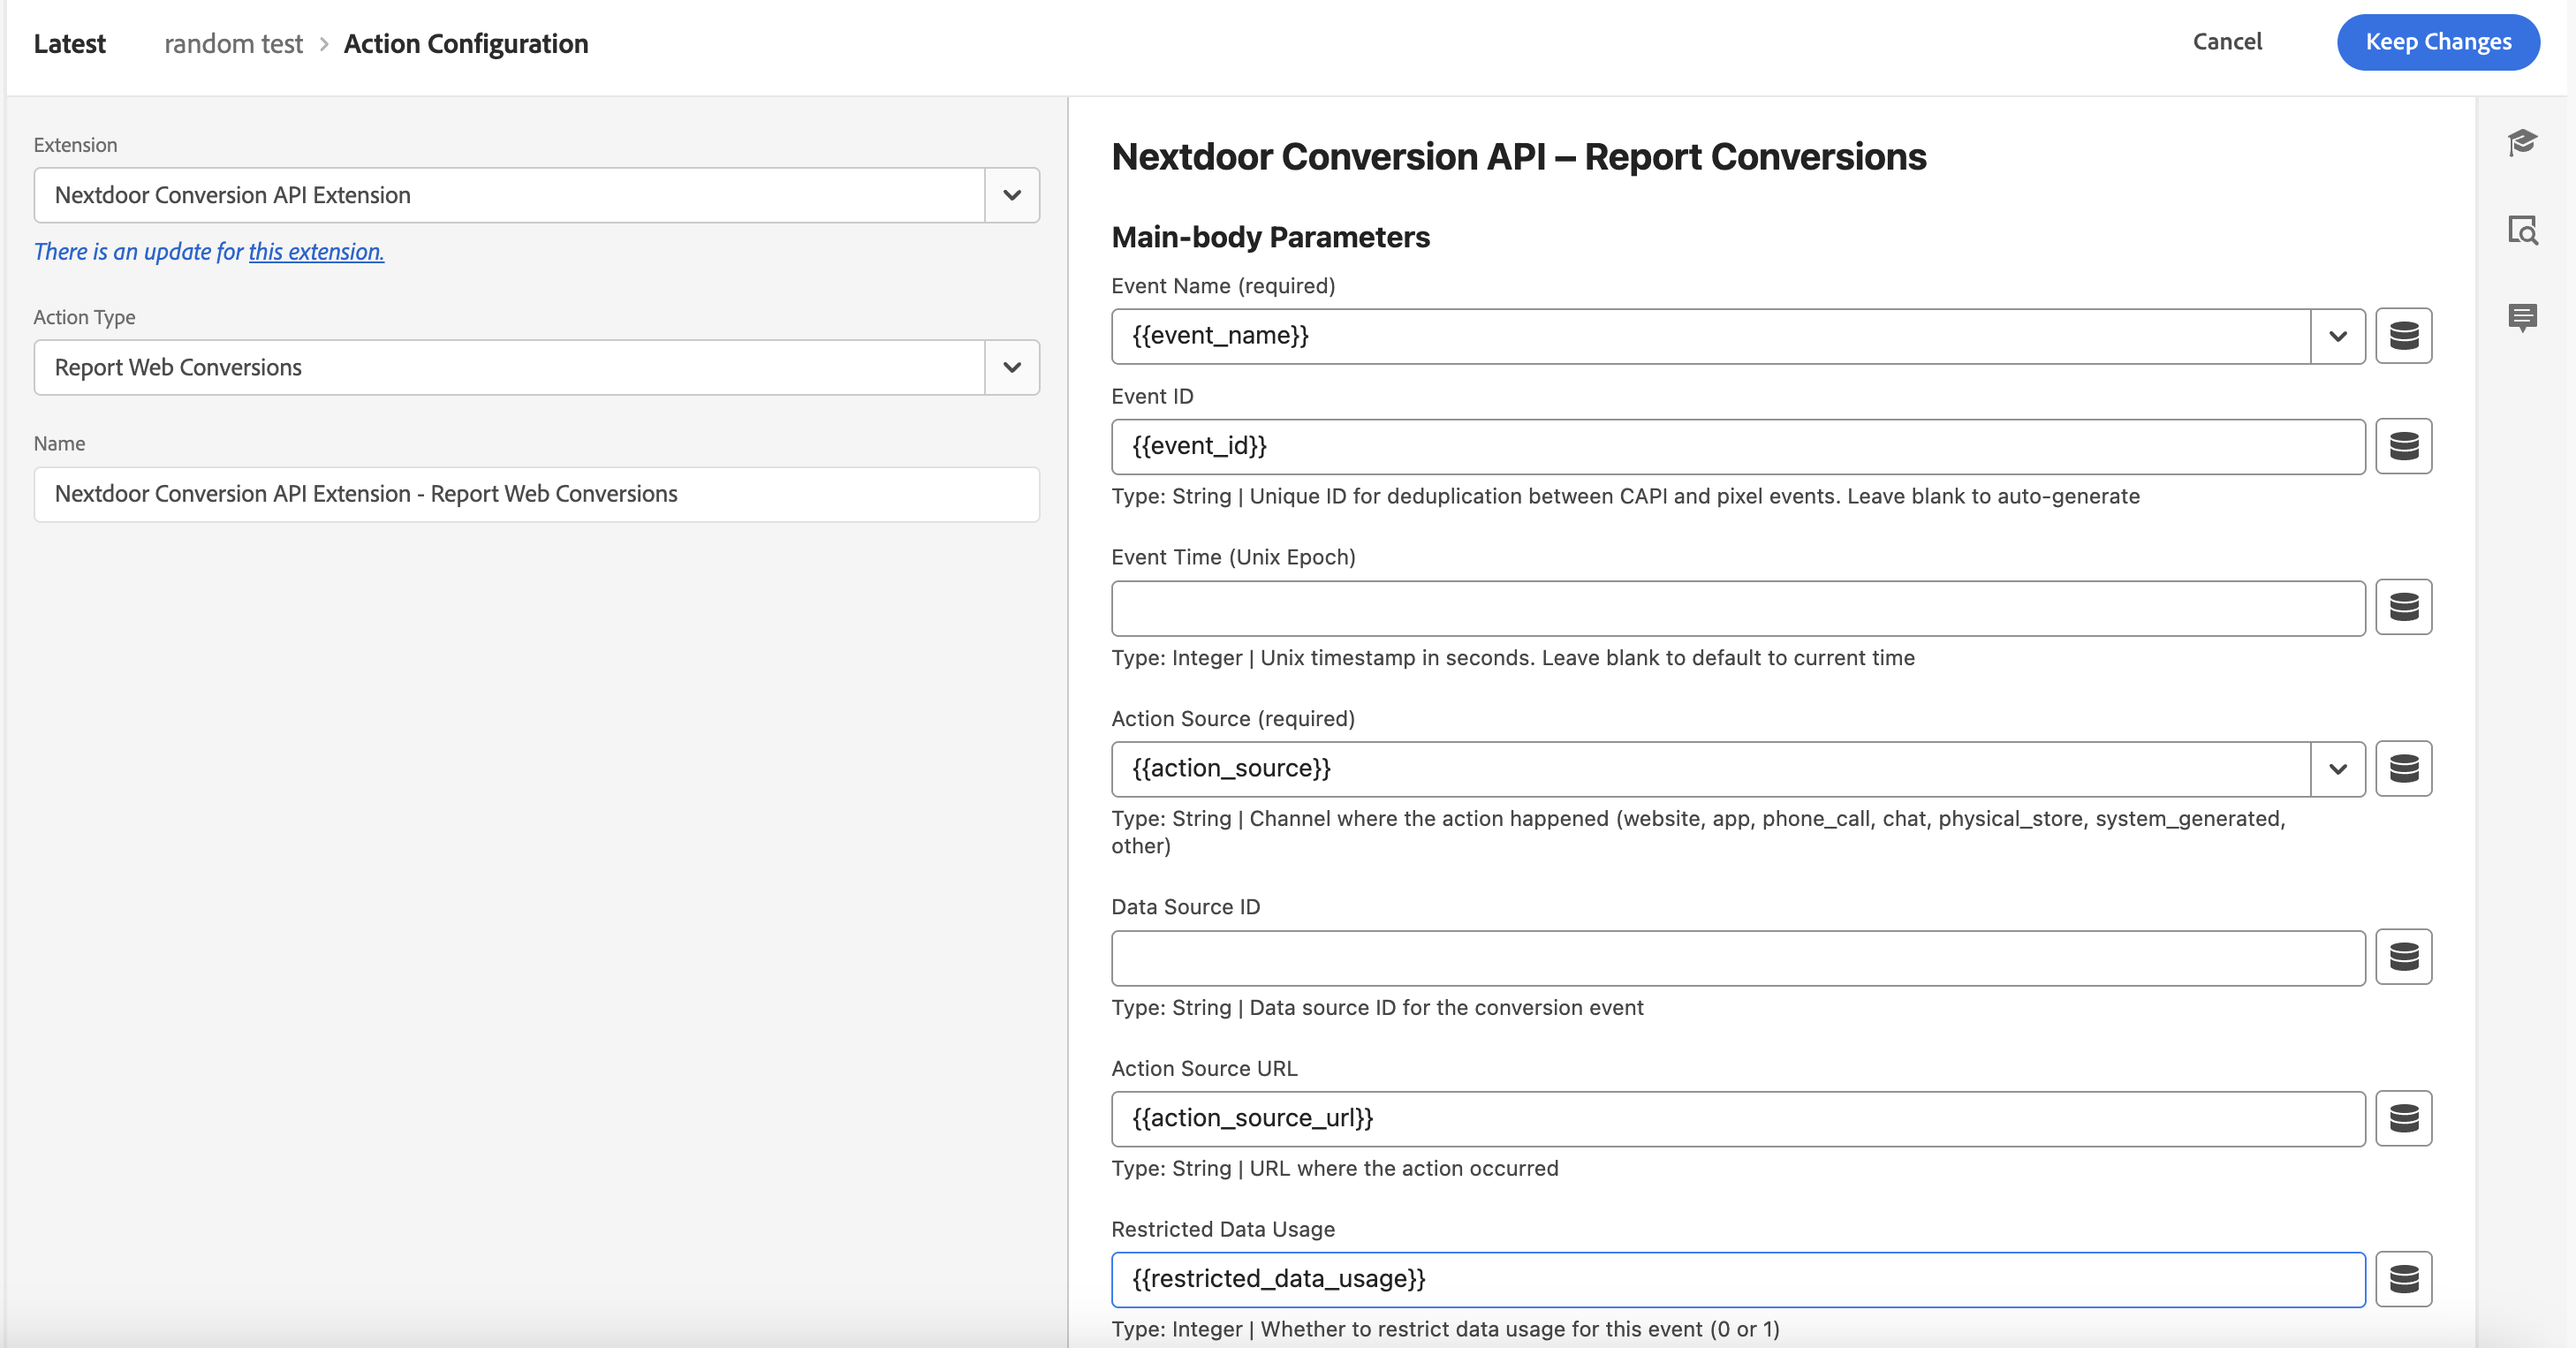 Latest random test > Action Configuration Cancel Keep Changes
Extension
Nextdoor Conversion API Extension
There is an update for this extension.
Action Type
Report Web Conversions
Name
Nextdoor Conversion API Extension - Report Web Conversions
Nextdoor Conversion API – Report Conversions
Main-body Parameters
Event Name (required)
{{event_name}}
Event ID
{{event_id}}
Type: String | Unique ID for deduplication between CAPI and pixel events. Leave blank to auto-generate
Event Time (Unix Epoch)
Type: Integer | Unix timestamp in seconds. Leave blank to default to current time
Action Source (required)
{{action_source}}
Type: String | Channel where the action happened (website, app, phone_call, chat, physical_store, system_generated,
other)
Data Source ID
Type: String | Data source ID for the conversion event
Action Source URL
{{action_source_url}}
Type: String | URL where the action occurred
Restricted Data Usage
{{restricted_data_usage}}
Type: Integer | Whether to restrict data usage for this event (0 or 1)